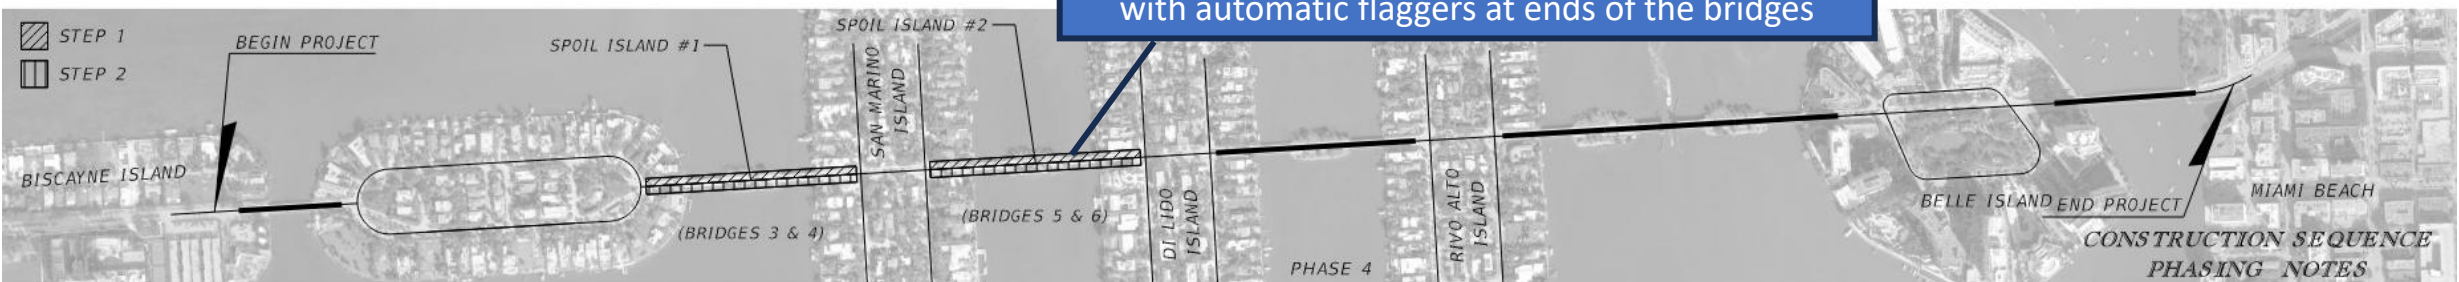 with automatic flaggers at ends of the bridges
STEP 1
STEP 2
BEGIN PROJECT
SPOIL ISLAND #1
SPOIL ISLAND #2
SAN MARINO
ISLAND
BISCAYNE ISLAND
(BRIDGES 3 & 4)
(BRIDGES 5 & 6)
DI LIDO
ISLAND
PHASE 4
RIVO ALTO
ISLAND
BELLE ISLAND
END PROJECT
MIAMI BEACH
CONSTRUCTION SEQUENCE
PHASING NOTES